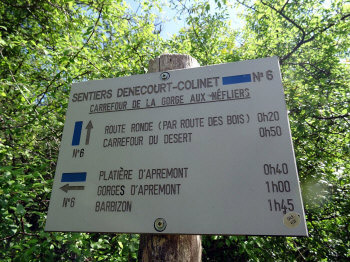 SENTIERS DENECOURT-COLINET N°6
CARREFOUR DE LA GORGE AUX NÉFLIERS
ROUTE RONDE (PAR ROUTE DES BOIS) 0h20
CARREFOUR DU DESERT 0h50
N°6
PLATIÈRE D'APREMONT 0h40
GORGES D'APREMONT 1h00
N°6
BARBIZON 1h45